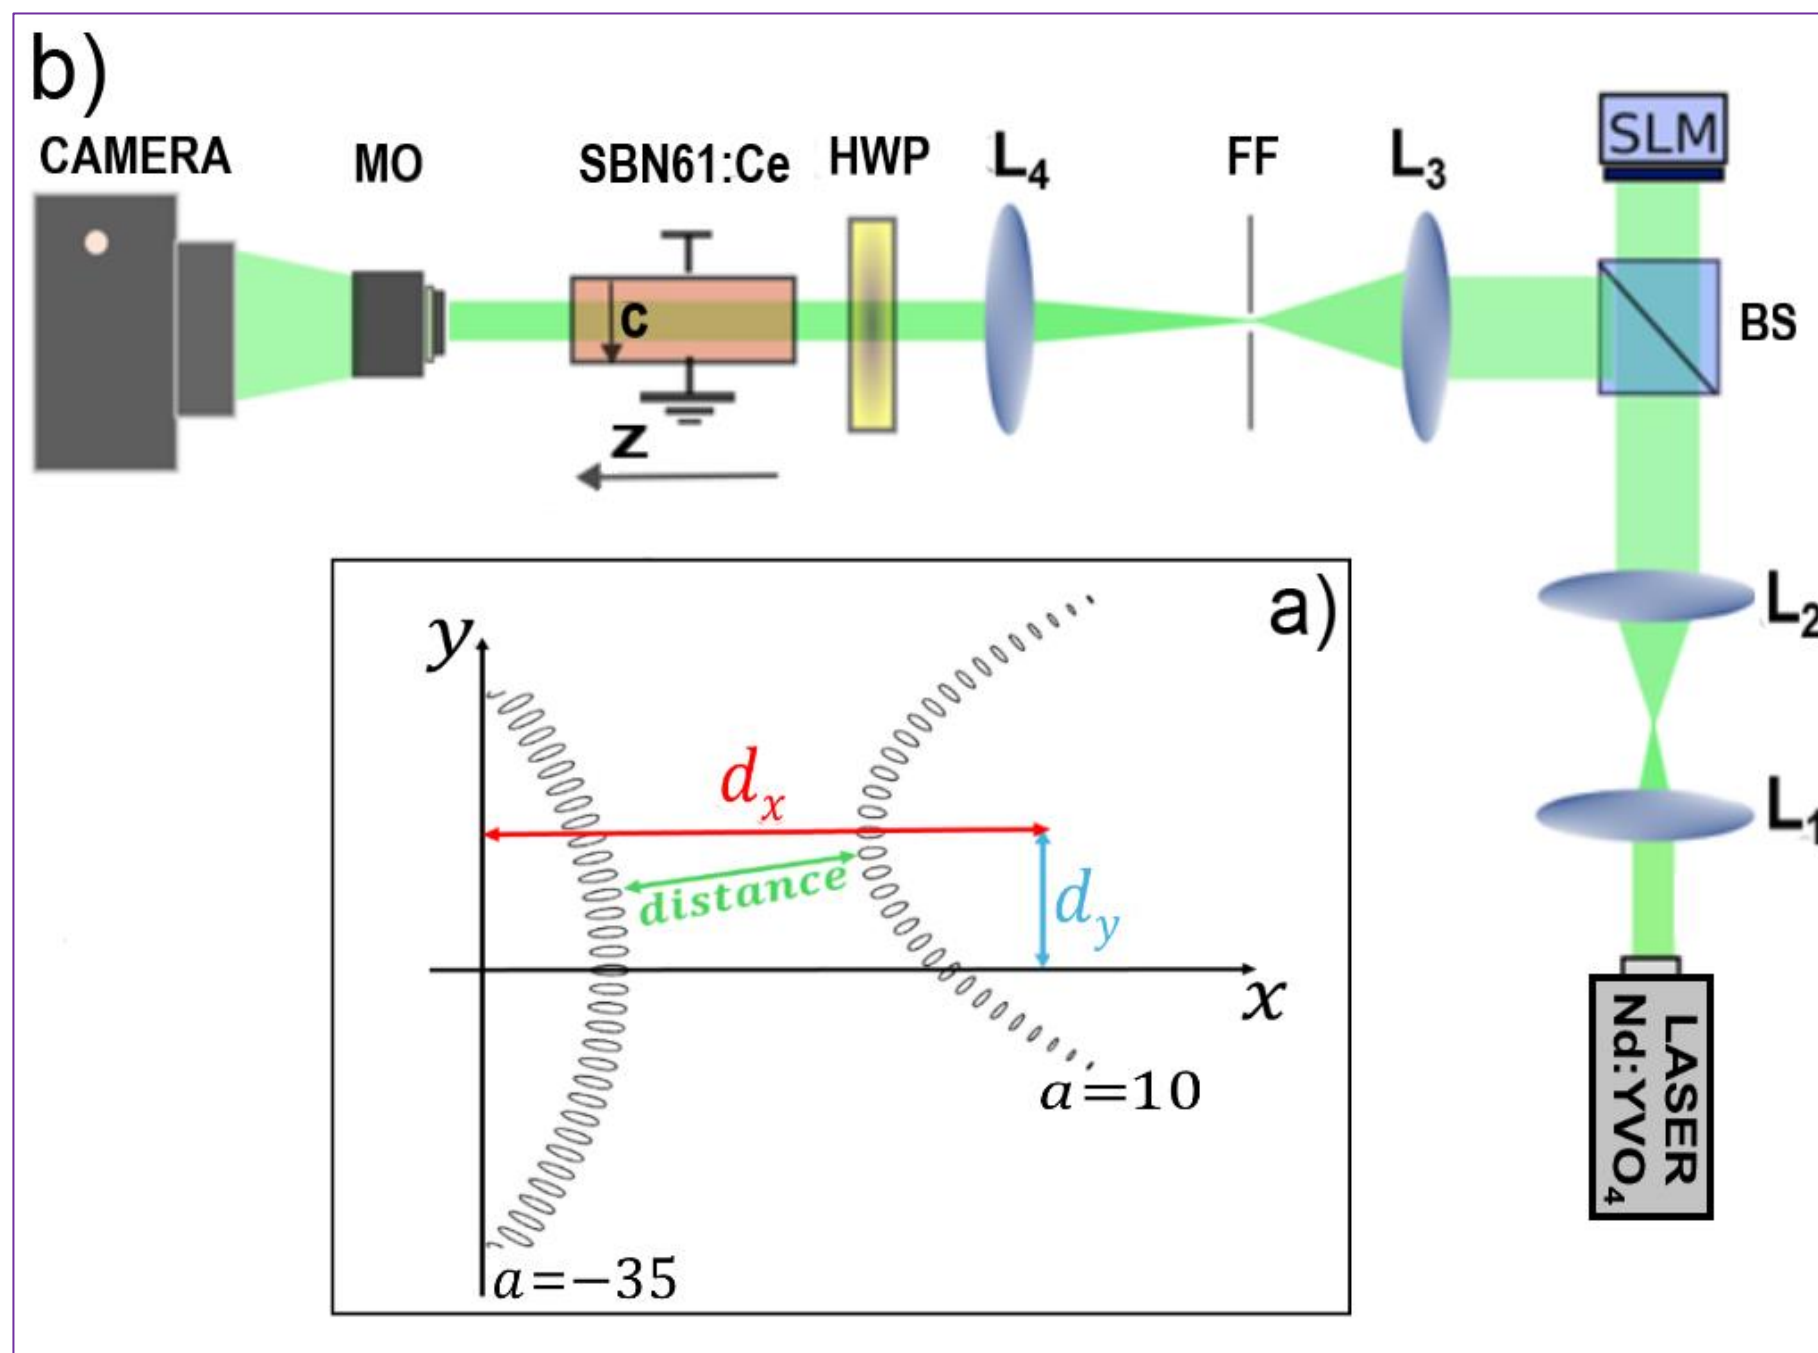 b)
CAMERA
MO
SBN61:Ce
HWP
L₄
FF
L₃
SLM
BS
c
z
L₂
L₁
LASER
Nd:YVO₄
a)
y
x
dₓ
d_y
distance
a=10
a=−35